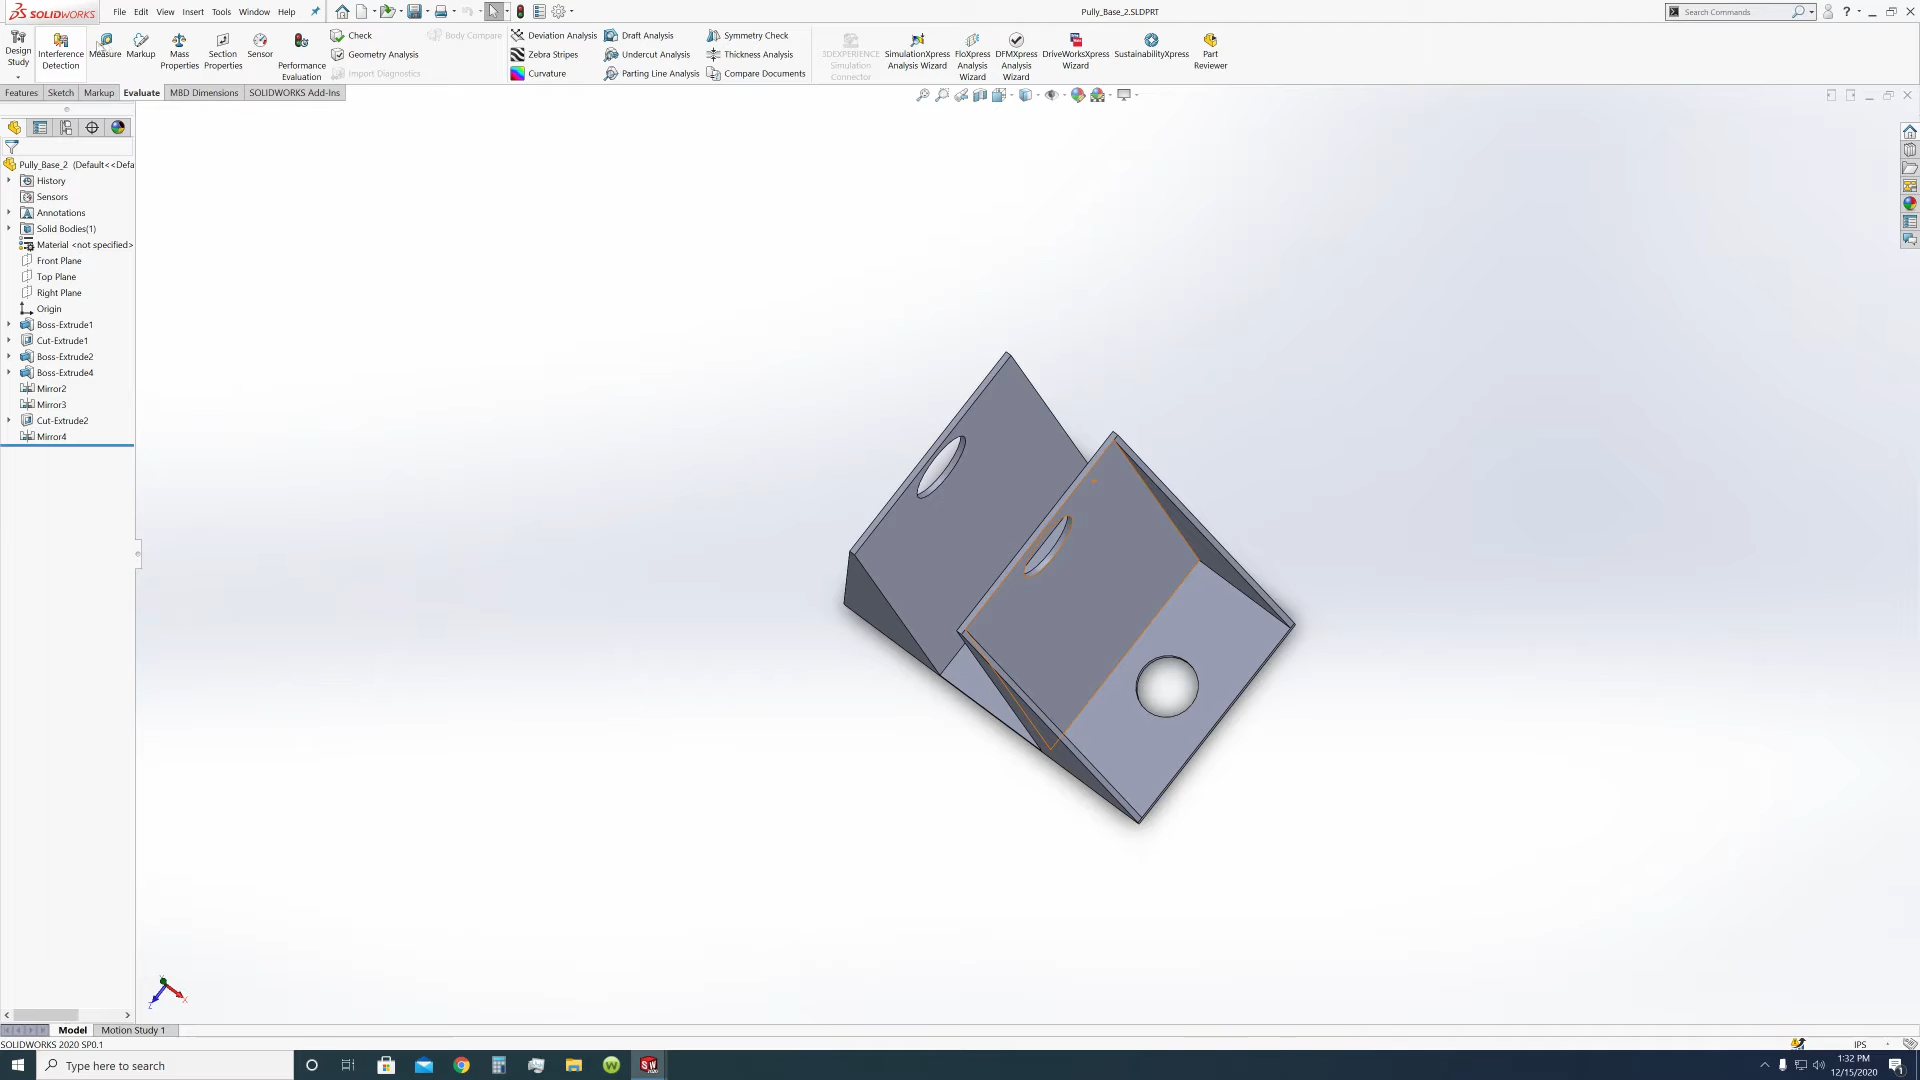 SOLIDWORKS
File Edit View Insert Tools Window Help
Pully_Base_2.SLDPRT
Search Commands
Design Study
Interference Detection
Measure
Markup
Mass Properties
Section Properties
Sensor
Performance Evaluation
Check
Geometry Analysis
Import Diagnostics
Body Compare
Deviation Analysis
Zebra Stripes
Curvature
Draft Analysis
Undercut Analysis
Parting Line Analysis
Symmetry Check
Thickness Analysis
Compare Documents
3DEXPERIENCE Simulation Connector
SimulationXpress Analysis Wizard
FloXpress Analysis Wizard
DFMXpress Analysis Wizard
DriveWorksXpress Wizard
SustainabilityXpress
Part Reviewer
Features Sketch Markup Evaluate MBD Dimensions SOLIDWORKS Add-Ins
Pully_Base_2 (Default<<Defa
History
Sensors
Annotations
Solid Bodies(1)
Material <not specified>
Front Plane
Top Plane
Right Plane
Origin
Boss-Extrude1
Cut-Extrude1
Boss-Extrude2
Boss-Extrude4
Mirror2
Mirror3
Cut-Extrude2
Mirror4
Model Motion Study 1
SOLIDWORKS 2020 SP0.1
IPS
Type here to search
1:32 PM
12/15/2020